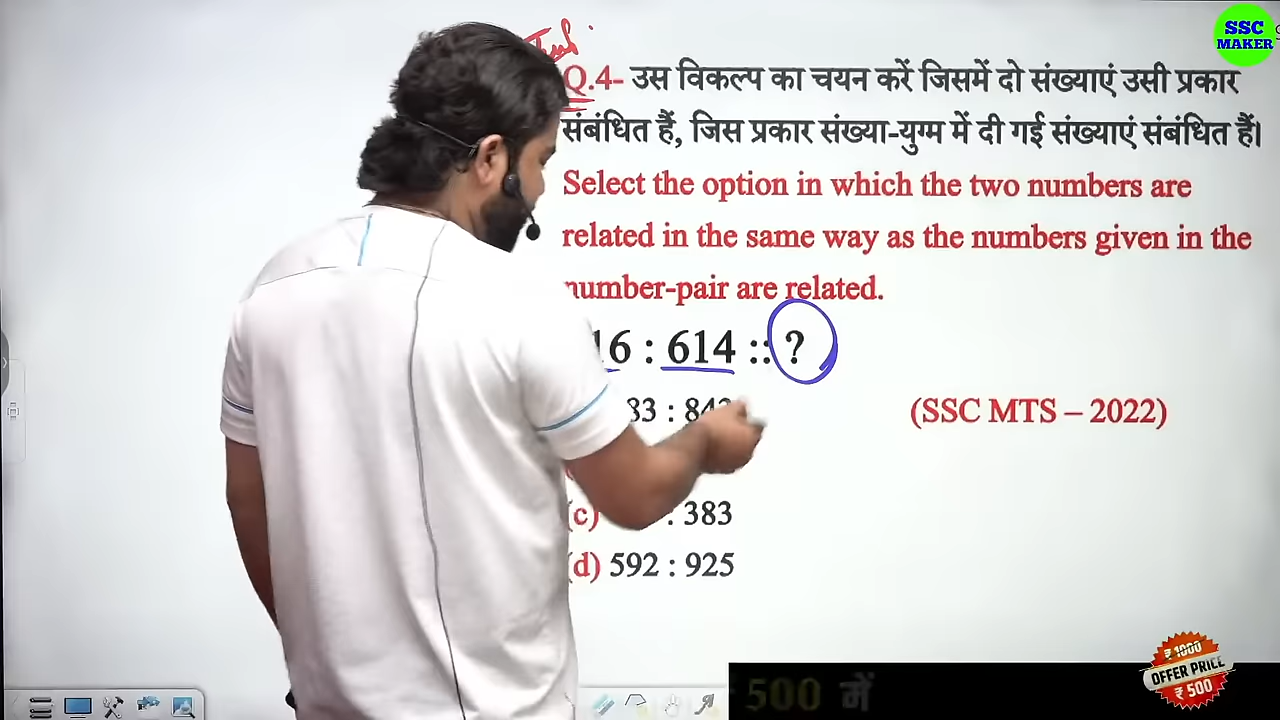 SSC
MAKER
Q.4- उस विकल्प का चयन करें जिसमें दो संख्याएं उसी प्रकार
संबंधित हैं, जिस प्रकार संख्या-युग्म में दी गई संख्याएं संबंधित हैं।
Select the option in which the two numbers are
related in the same way as the numbers given in the
number-pair are related.
16 : 614 :: ?
83 : 842
(SSC MTS – 2022)
(c) : 383
(d) 592 : 925
₹ 1000
OFFER PRICE
₹ 500
500 में